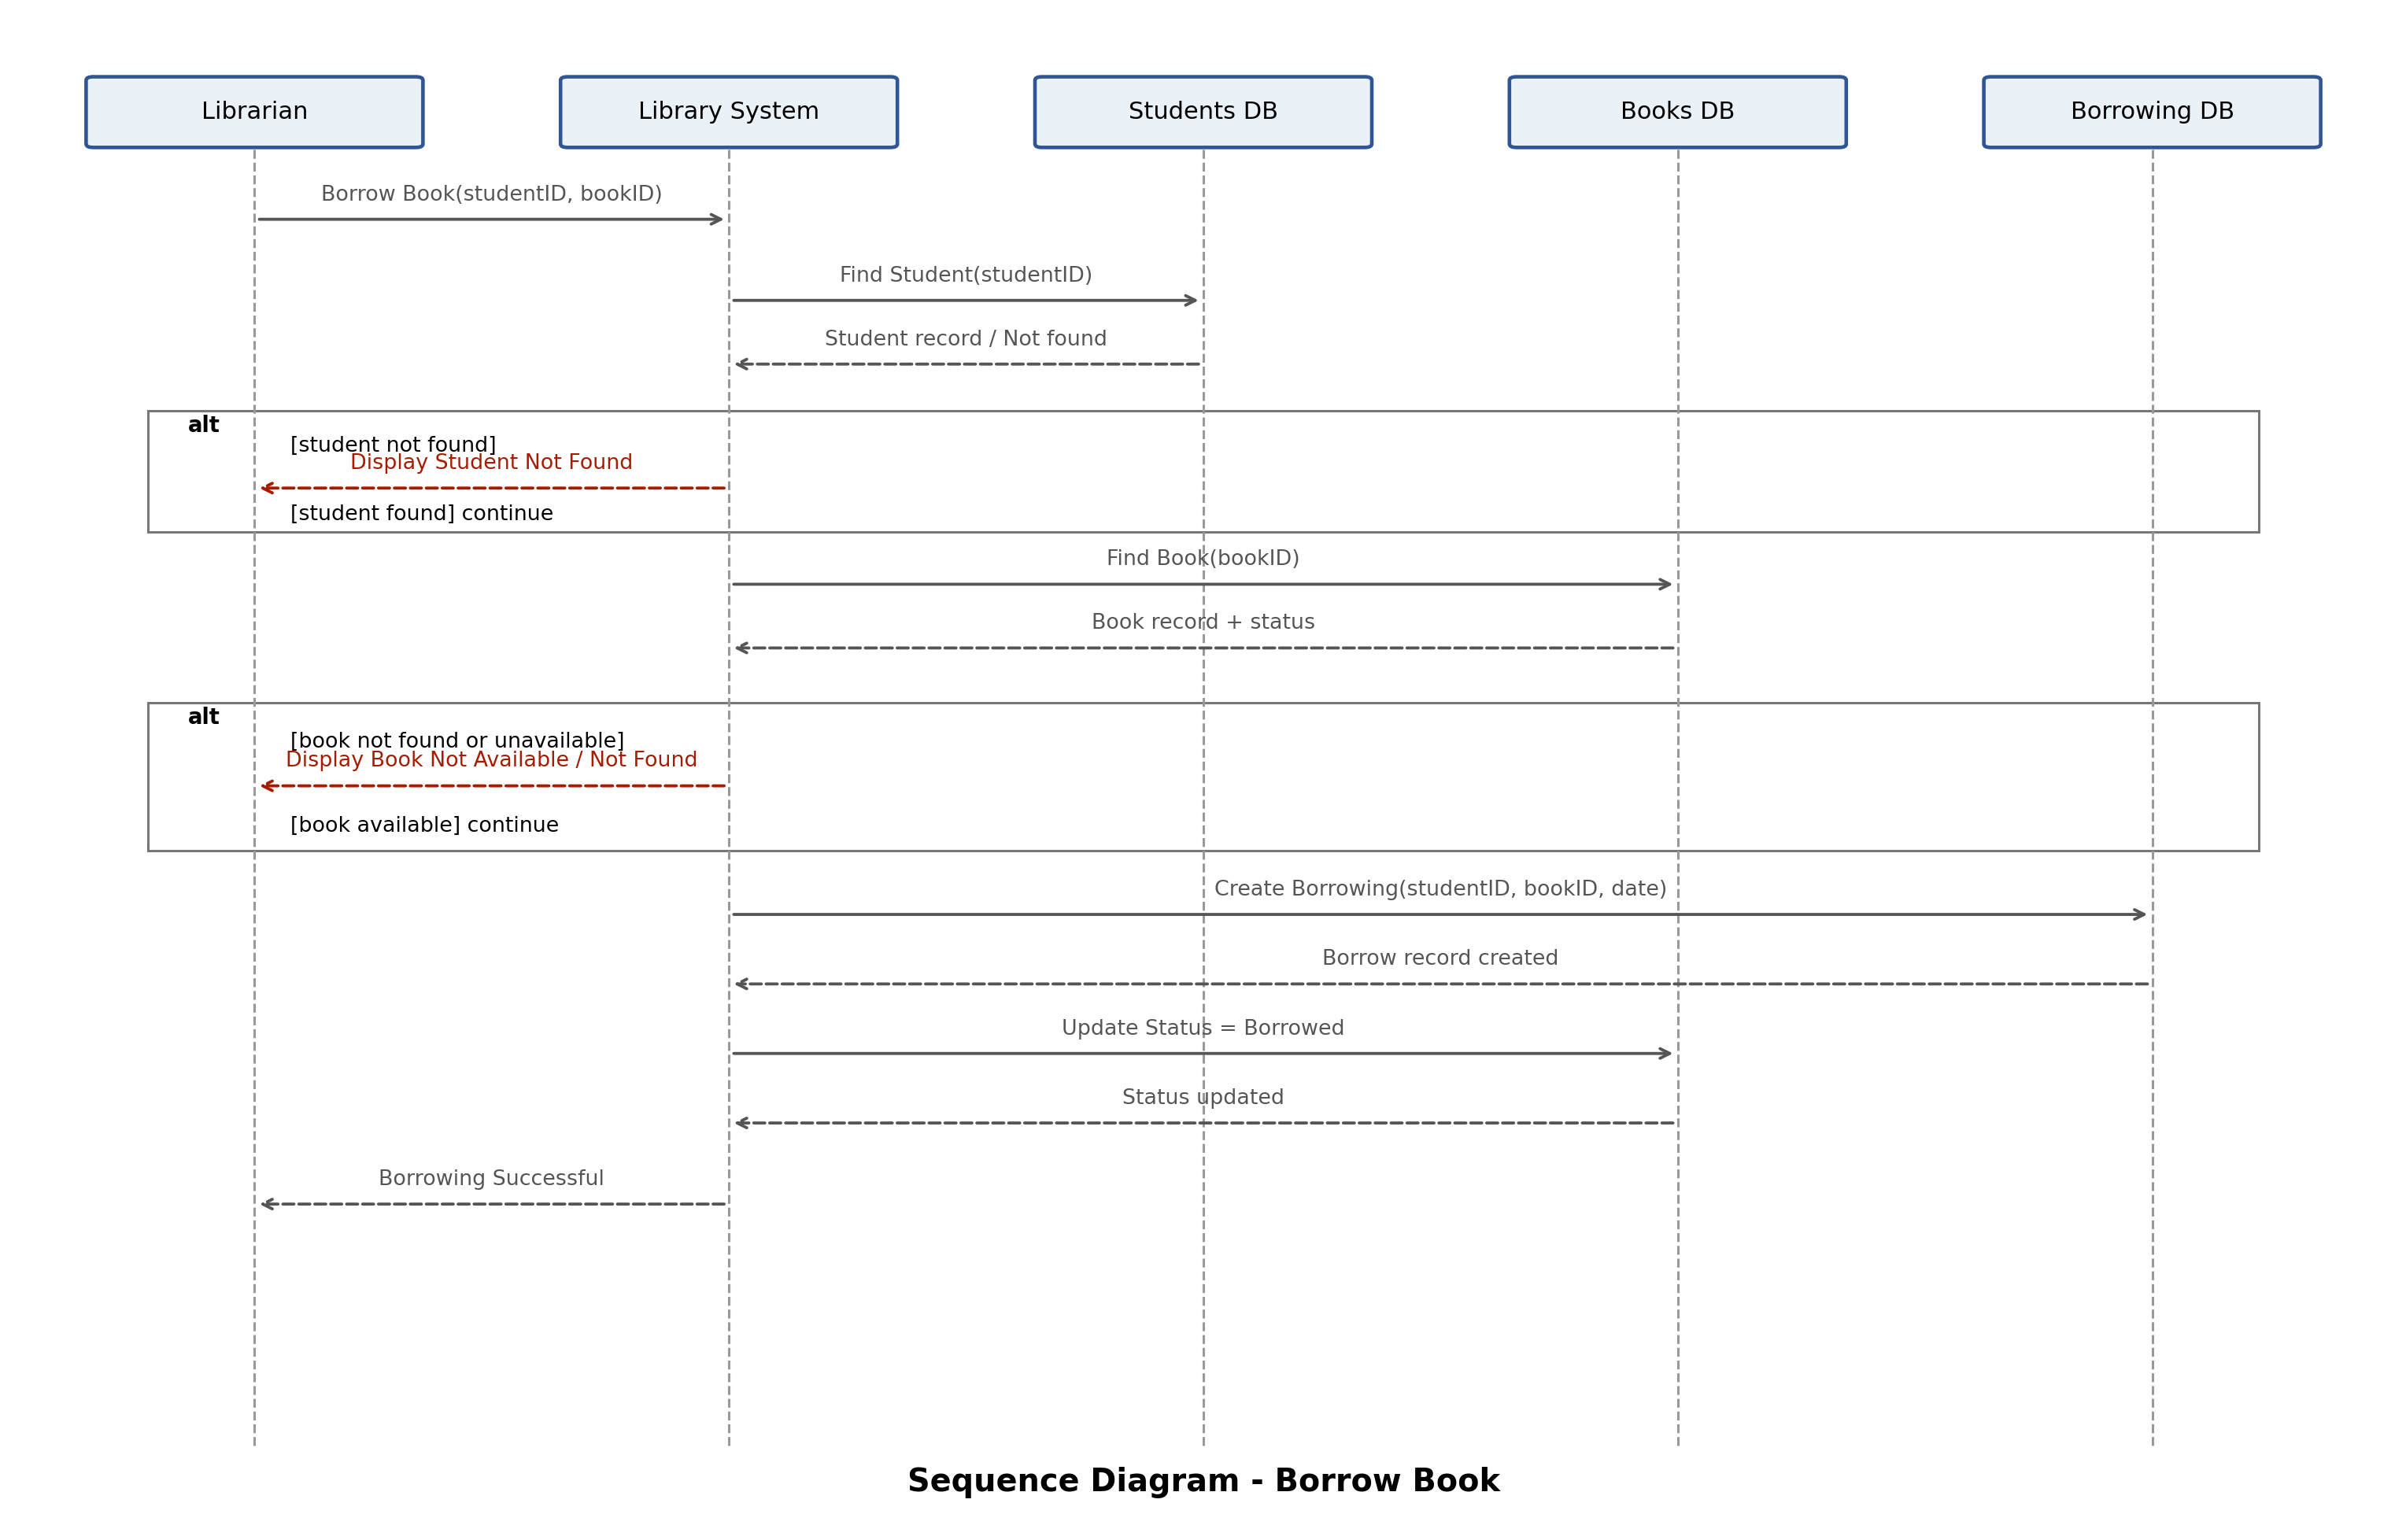 Librarian
Library System
Students DB
Books DB
Borrowing DB
Borrow Book(studentID, bookID)
Find Student(studentID)
Student record / Not found
alt
[student not found]
Display Student Not Found
[student found] continue
Find Book(bookID)
Book record + status
alt
[book not found or unavailable]
Display Book Not Available / Not Found
[book available] continue
Create Borrowing(studentID, bookID, date)
Borrow record created
Update Status = Borrowed
Status updated
Borrowing Successful
Sequence Diagram - Borrow Book